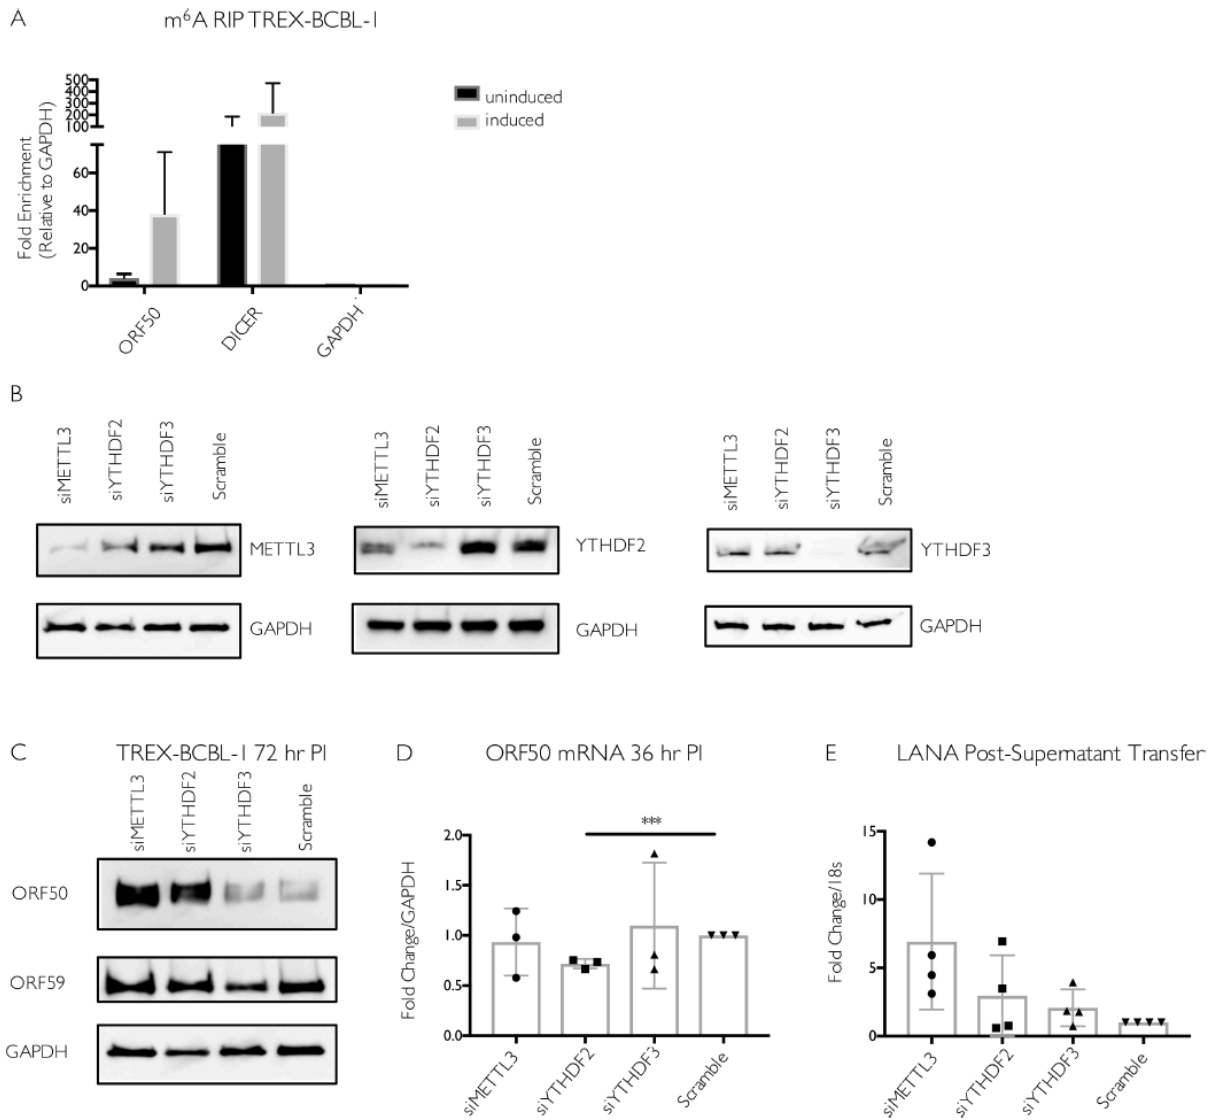 A
m⁶A RIP TREX-BCBL-1
Fold Enrichment
(Relative to GAPDH)
500
400
300
200
100
60
40
20
0
ORF50
DICER
GAPDH
uninduced
induced
B
siMETTL3
siYTHDF2
siYTHDF3
Scramble
METTL3
GAPDH
siMETTL3
siYTHDF2
siYTHDF3
Scramble
YTHDF2
GAPDH
siMETTL3
siYTHDF2
siYTHDF3
Scramble
YTHDF3
GAPDH
C
TREX-BCBL-1 72 hr PI
siMETTL3
siYTHDF2
siYTHDF3
Scramble
ORF50
ORF59
GAPDH
D
ORF50 mRNA 36 hr PI
Fold Change/GAPDH
2.0
1.5
1.0
0.5
0.0
***
siMETTL3
siYTHDF2
siYTHDF3
Scramble
E
LANA Post-Supernatant Transfer
Fold Change/18s
15
10
5
0
siMETTL3
siYTHDF2
siYTHDF3
Scramble